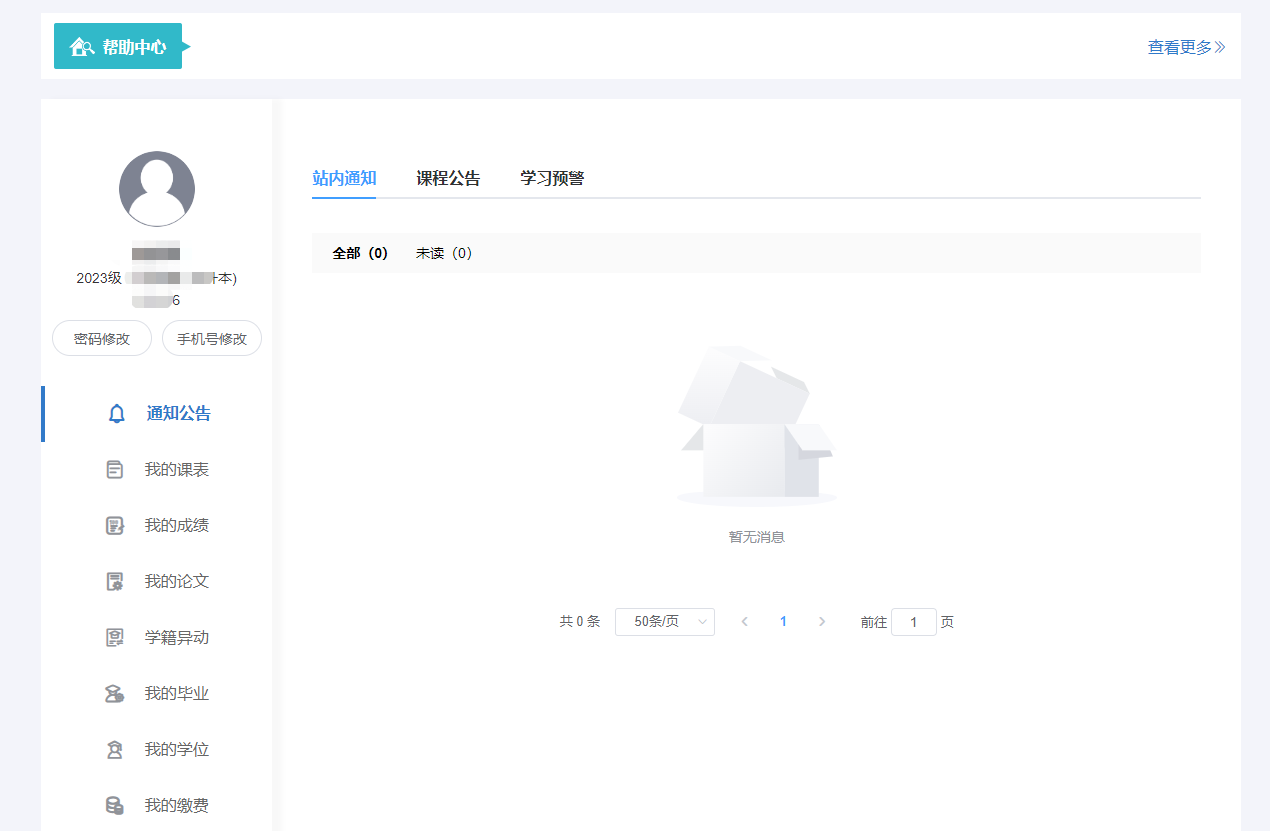 帮助中心
查看更多
站内通知 课程公告 学习预警
全部（0） 未读（0）
2023级 升本)
6
密码修改 手机号修改
通知公告
我的课表
我的成绩
我的论文
学籍异动
我的毕业
我的学位
我的缴费
暂无消息
共 0 条 50条/页 1 前往 1 页